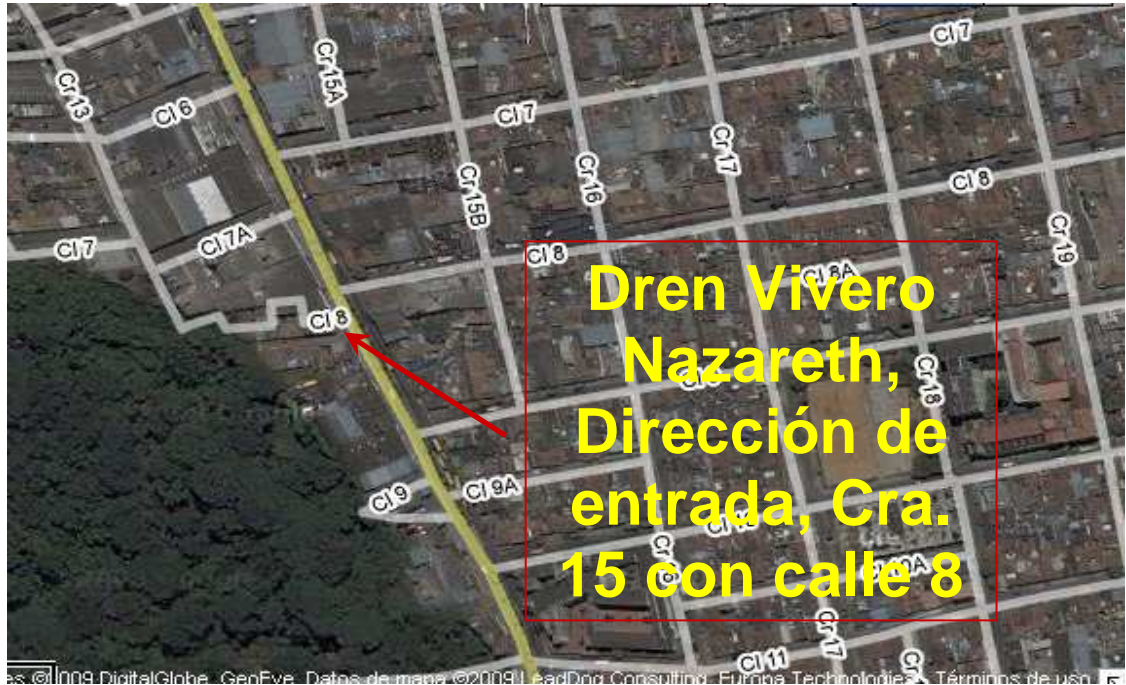 Cl 7
Cr 13
Cr 15A
Cl 6
Cl 7
Cr 17
Cr 16
Cr 15B
Cl 8
Cl 7A
Cl 7
Cr 19
Cl 8
Cl 8A
Cl 8
Dren Vivero
Nazareth,
Dirección de
entrada, Cra.
15 con calle 8
Cr 18
Cl 9
Cl 9A
Cl 10A
Cr 17
Cl 11
009 DigitalGlobe, GeoEye, Datos de mapa ©2009 LeadDog Consulting, Europa Technologies - Términos de uso